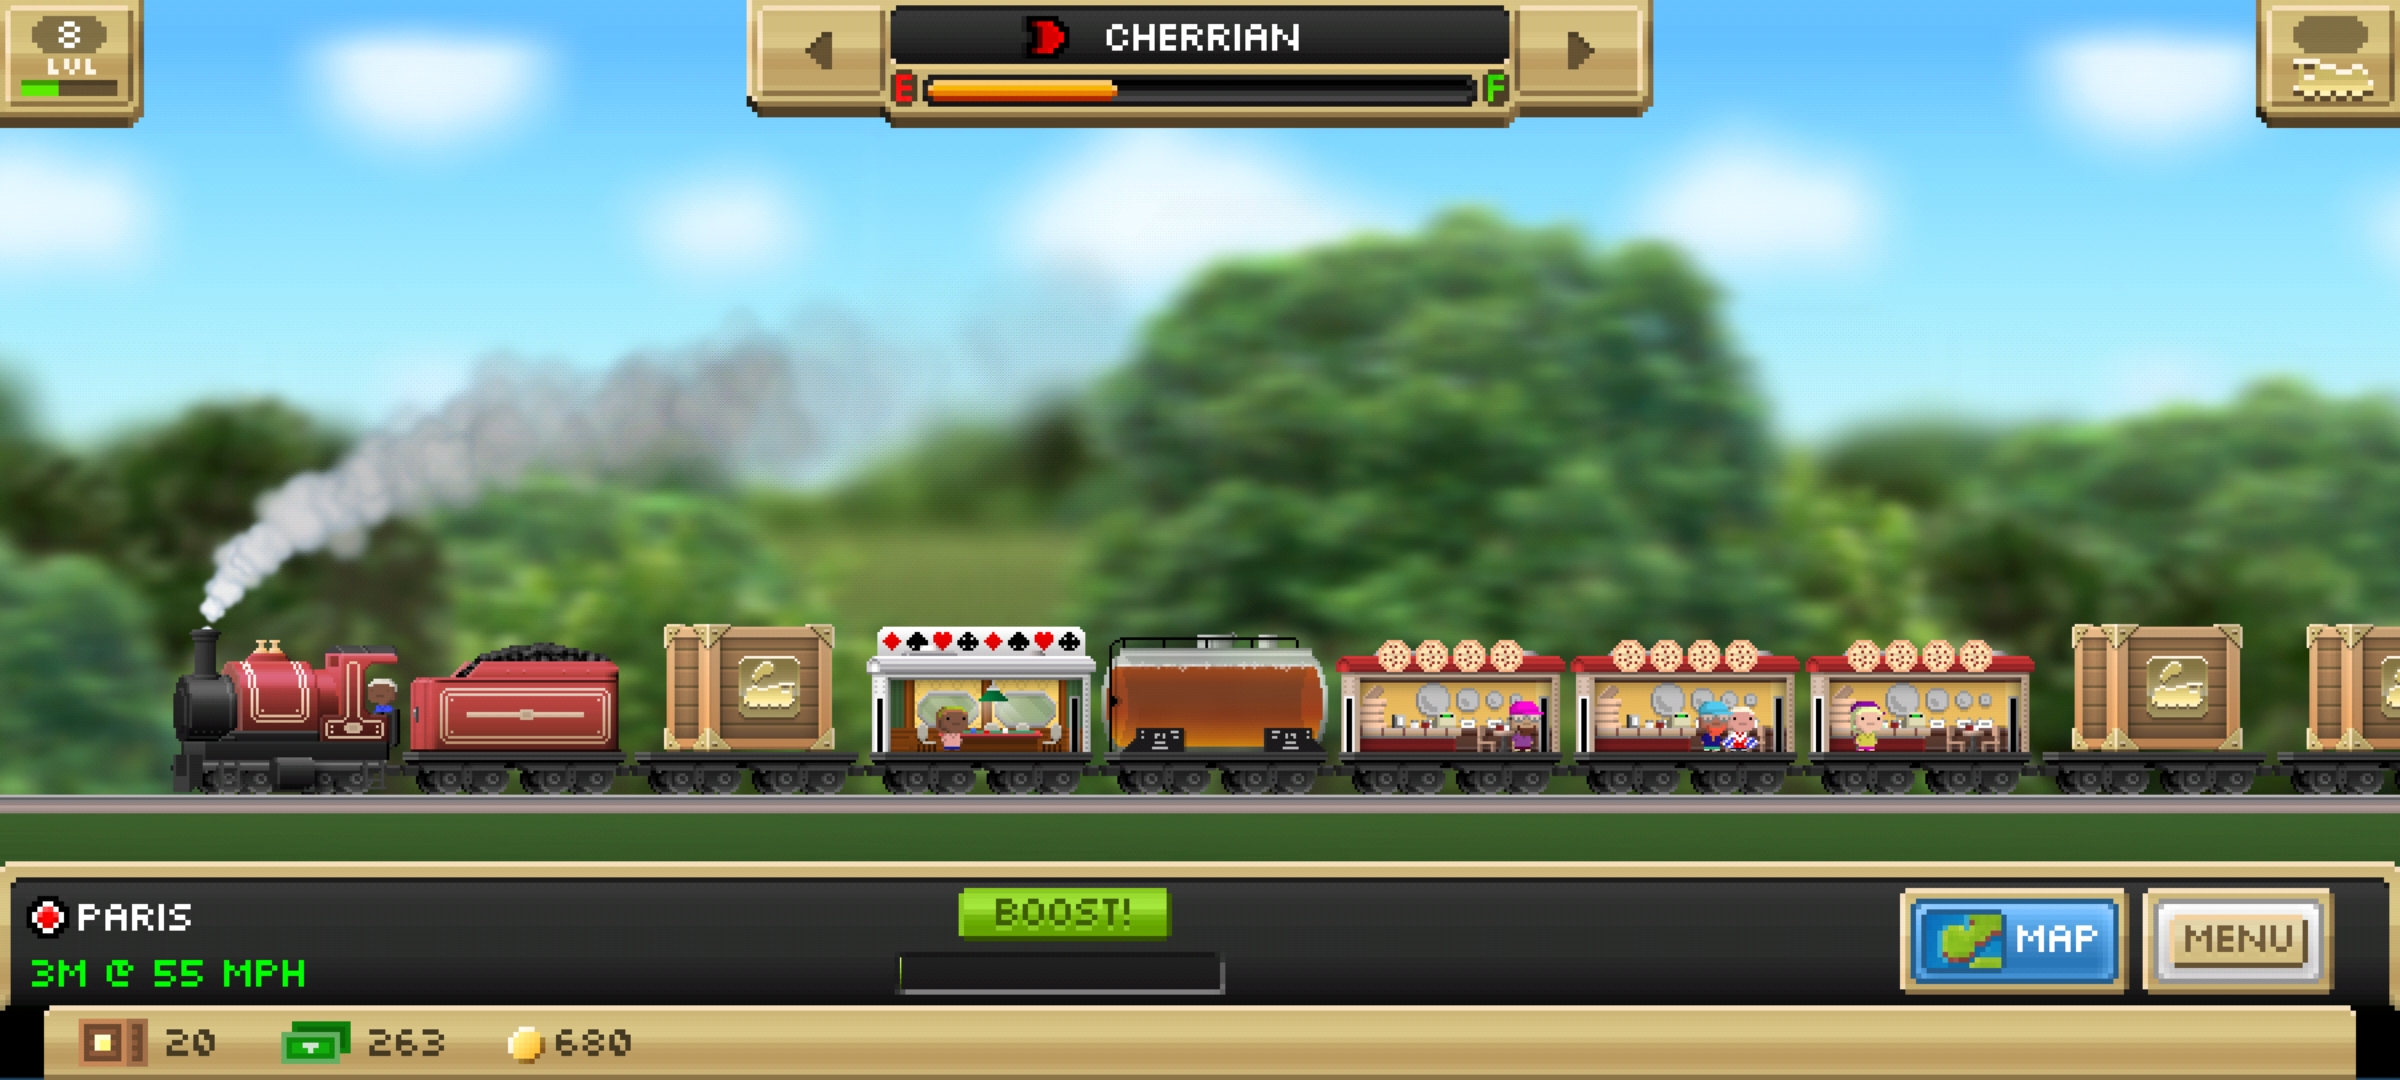 8
LVL
CHERRIAN
E F
PARIS
3M @ 55 MPH
BOOST!
MAP
MENU
20 263 680